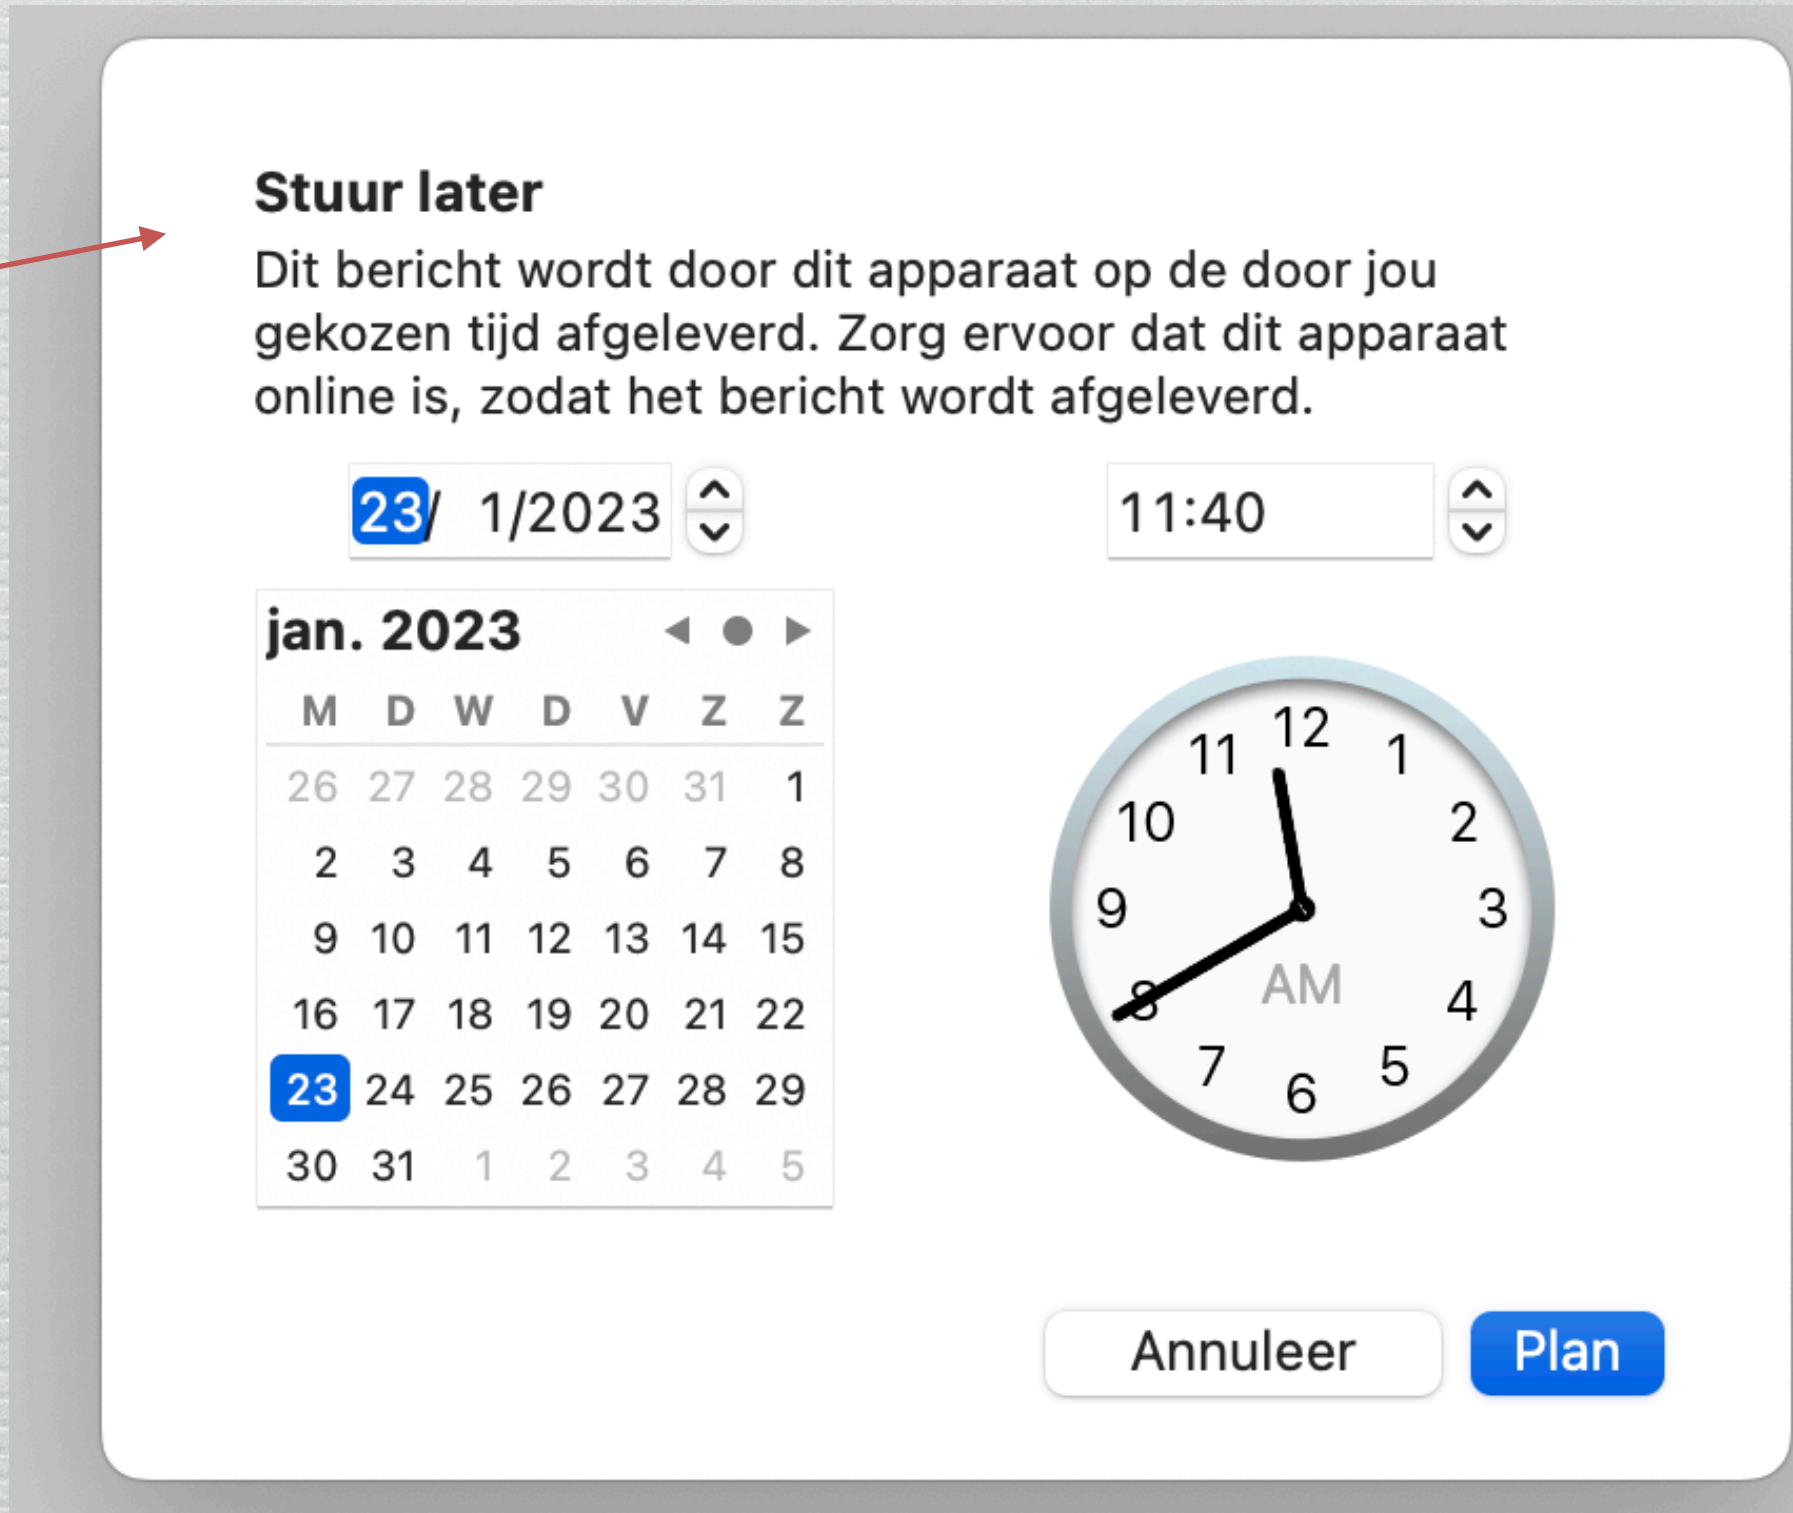 Stuur later
Dit bericht wordt door dit apparaat op de door jou
gekozen tijd afgeleverd. Zorg ervoor dat dit apparaat
online is, zodat het bericht wordt afgeleverd.
23/ 1/2023
11:40
jan. 2023
M D W D V Z Z
26 27 28 29 30 31 1
2 3 4 5 6 7 8
9 10 11 12 13 14 15
16 17 18 19 20 21 22
23 24 25 26 27 28 29
30 31 1 2 3 4 5
12
11 1
10 2
9 3
AM
8 4
7 5
6
Annuleer Plan